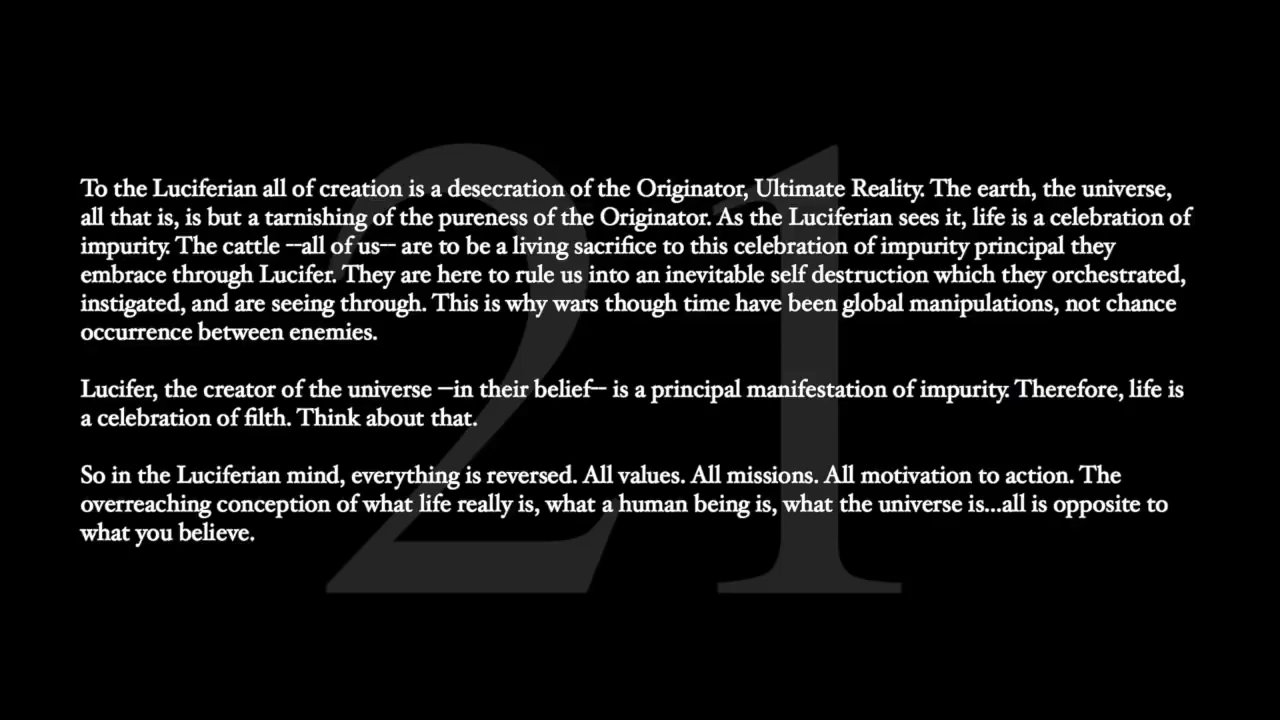 21
To the Luciferian all of creation is a desecration of the Originator, Ultimate Reality. The earth, the universe,
all that is, is but a tarnishing of the pureness of the Originator. As the Luciferian sees it, life is a celebration of
impurity. The cattle --all of us-- are to be a living sacrifice to this celebration of impurity principal they
embrace through Lucifer. They are here to rule us into an inevitable self destruction which they orchestrated,
instigated, and are seeing through. This is why wars though time have been global manipulations, not chance
occurrence between enemies.
Lucifer, the creator of the universe --in their belief-- is a principal manifestation of impurity. Therefore, life is
a celebration of filth. Think about that.
So in the Luciferian mind, everything is reversed. All values. All missions. All motivation to action. The
overreaching conception of what life really is, what a human being is, what the universe is...all is opposite to
what you believe.